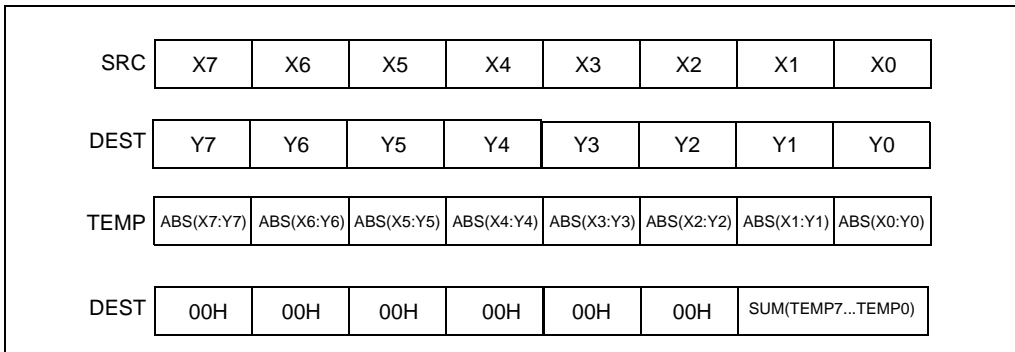 SRC X7 X6 X5 X4 X3 X2 X1 X0
DEST Y7 Y6 Y5 Y4 Y3 Y2 Y1 Y0
TEMP ABS(X7:Y7) ABS(X6:Y6) ABS(X5:Y5) ABS(X4:Y4) ABS(X3:Y3) ABS(X2:Y2) ABS(X1:Y1) ABS(X0:Y0)
DEST 00H 00H 00H 00H 00H 00H SUM(TEMP7...TEMP0)